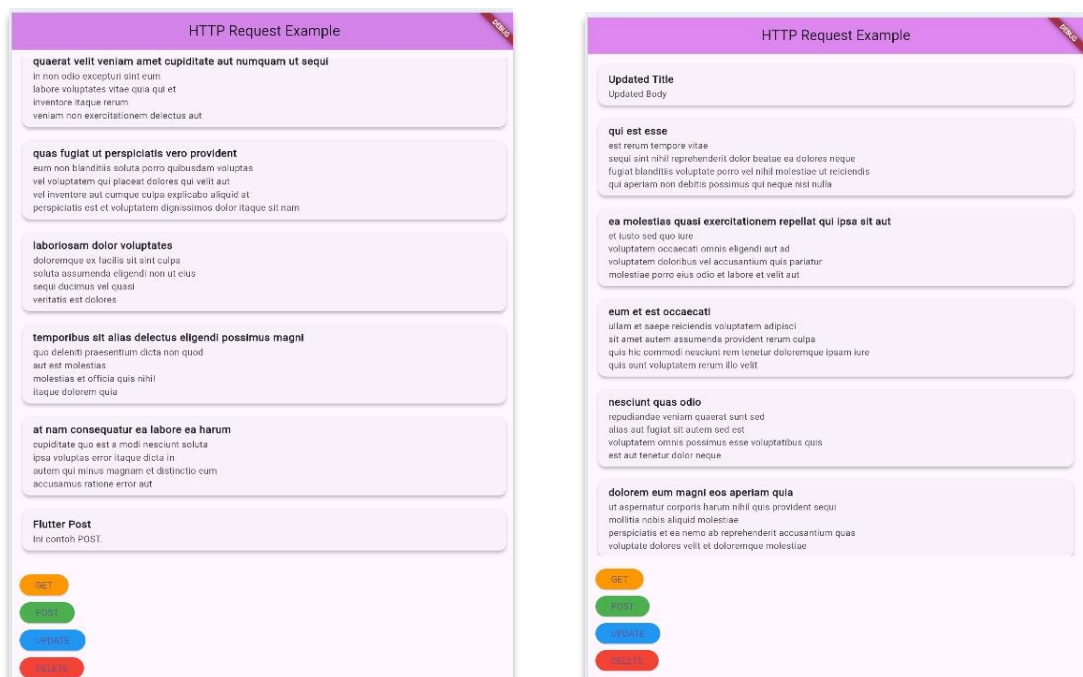 HTTP Request Example
DEBUG
quaerat velit veniam amet cupiditate aut numquam ut sequi
in non odio excepturi sint eum
labore voluptates vitae quia qui et
inventore itaque rerum
veniam non exercitationem delectus aut
quas fugiat ut perspiciatis vero provident
eum non blanditiis soluta porro quibusdam voluptas
vel voluptatem qui placeat dolores qui velit aut
vel inventore aut cumque culpa explicabo aliquid at
perspiciatis est et voluptatem dignissimos dolor itaque sit nam
laboriosam dolor voluptates
doloremque ex facilis sit sint culpa
soluta assumenda eligendi non ut eius
sequi ducimus vel quasi
veritatis est dolores
temporibus sit alias delectus eligendi possimus magni
quo deleniti praesentium dicta non quod
aut est molestias
molestias et officia quis nihil
itaque dolorem quia
at nam consequatur ea labore ea harum
cupiditate quo est a modi nesciunt soluta
ipsa voluptas error itaque dicta in
autem qui minus magnam et distinctio eum
accusamus ratione error aut
Flutter Post
Ini contoh POST.
GET
POST
UPDATE
DELETE
HTTP Request Example
DEBUG
Updated Title
Updated Body
qui est esse
est rerum tempore vitae
sequi sint nihil reprehenderit dolor beatae ea dolores neque
fugiat blanditiis voluptate porro vel nihil molestiae ut reiciendis
qui aperiam non debitis possimus qui neque nisi nulla
ea molestias quasi exercitationem repellat qui ipsa sit aut
et iusto sed quo iure
voluptatem occaecati omnis eligendi aut ad
voluptatem doloribus vel accusantium quis pariatur
molestiae porro eius odio et labore et velit aut
eum et est occaecati
ullam et saepe reiciendis voluptatem adipisci
sit amet autem assumenda provident rerum culpa
quis hic commodi nesciunt rem tenetur doloremque ipsam iure
quis sunt voluptatem rerum illo velit
nesciunt quas odio
repudiandae veniam quaerat sunt sed
alias aut fugiat sit autem sed est
voluptatem omnis possimus esse voluptatibus quis
est aut tenetur dolor neque
dolorem eum magni eos aperiam quia
ut aspernatur corporis harum nihil quis provident sequi
mollitia nobis aliquid molestiae
perspiciatis et ea nemo ab reprehenderit accusantium quas
voluptate dolores velit et doloremque molestiae
GET
POST
UPDATE
DELETE